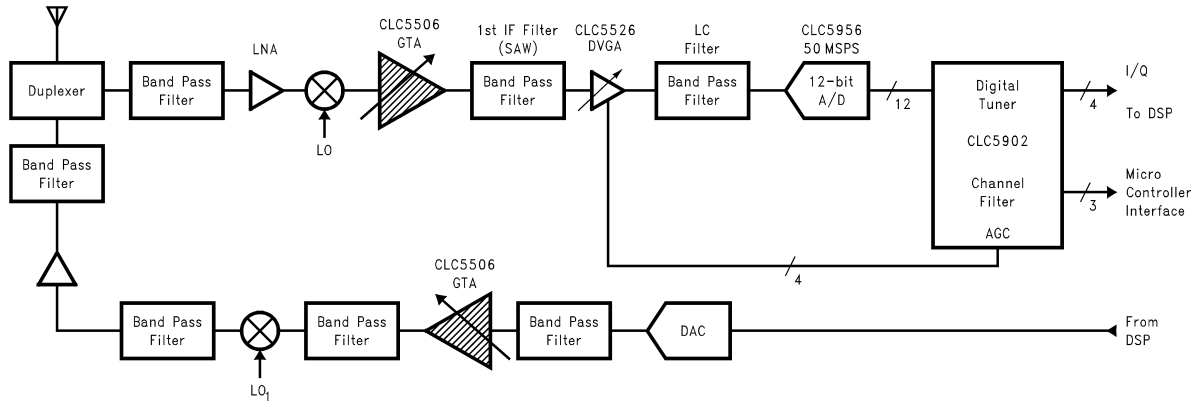 CLC5506
GTA
1st IF Filter
(SAW)
CLC5526
DVGA
LC
Filter
CLC5956
50 MSPS
LNA
Duplexer
Band Pass
Filter
Band Pass
Filter
Band Pass
Filter
12-bit
A/D
12
Digital
Tuner
CLC5902
Channel
Filter
AGC
4
I/Q
To DSP
3
Micro
Controller
Interface
LO
Band Pass
Filter
4
CLC5506
GTA
Band Pass
Filter
Band Pass
Filter
Band Pass
Filter
DAC
From
DSP
LO1